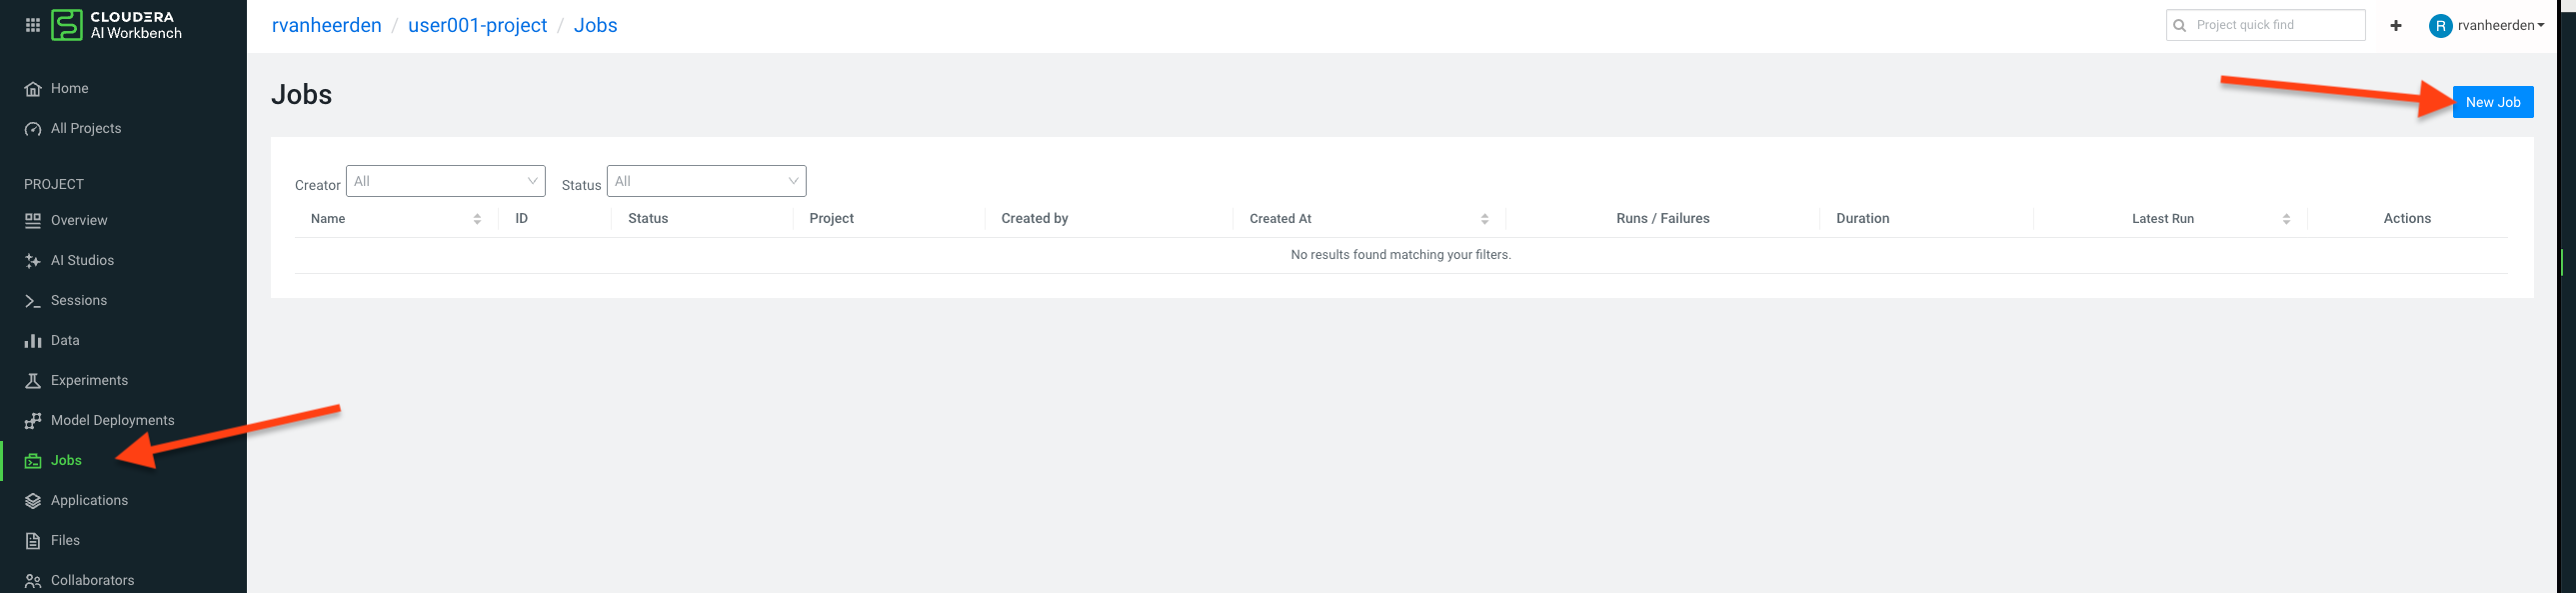 CLOUDERA
AI Workbench
rvanheerden / user001-project / Jobs
Project quick find
R rvanheerden
Home
All Projects
PROJECT
Overview
AI Studios
Sessions
Data
Experiments
Model Deployments
Jobs
Applications
Files
Collaborators
Jobs
New Job
Creator All Status All
Name ID Status Project Created by Created At Runs / Failures Duration Latest Run Actions
No results found matching your filters.